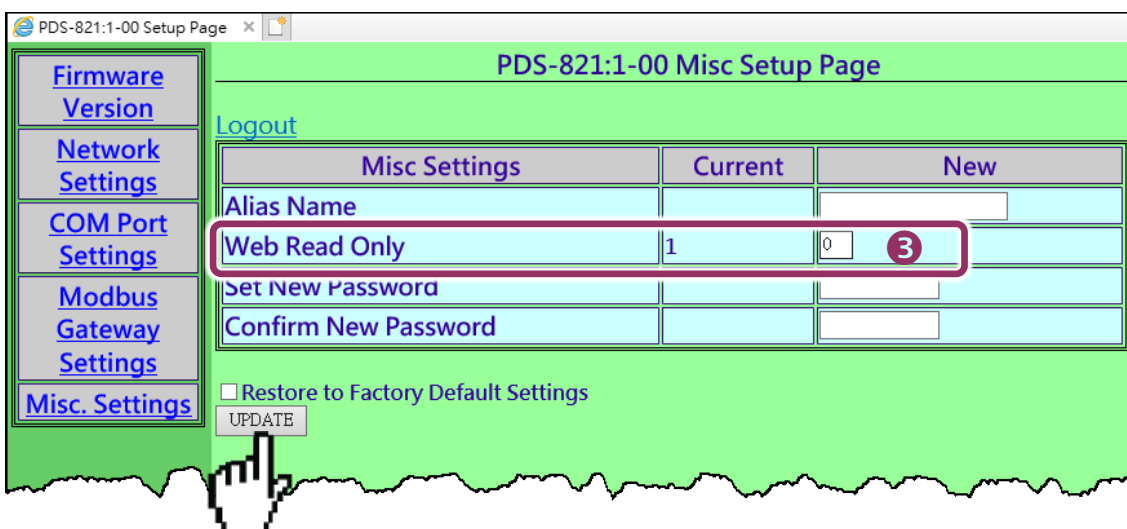 PDS-821:1-00 Setup Page
PDS-821:1-00 Misc Setup Page
Firmware
Version
Network
Settings
COM Port
Settings
Modbus
Gateway
Settings
Misc. Settings
Logout
Misc Settings Current New
Alias Name
Web Read Only 1 0 ❸
Set New Password
Confirm New Password
Restore to Factory Default Settings
UPDATE